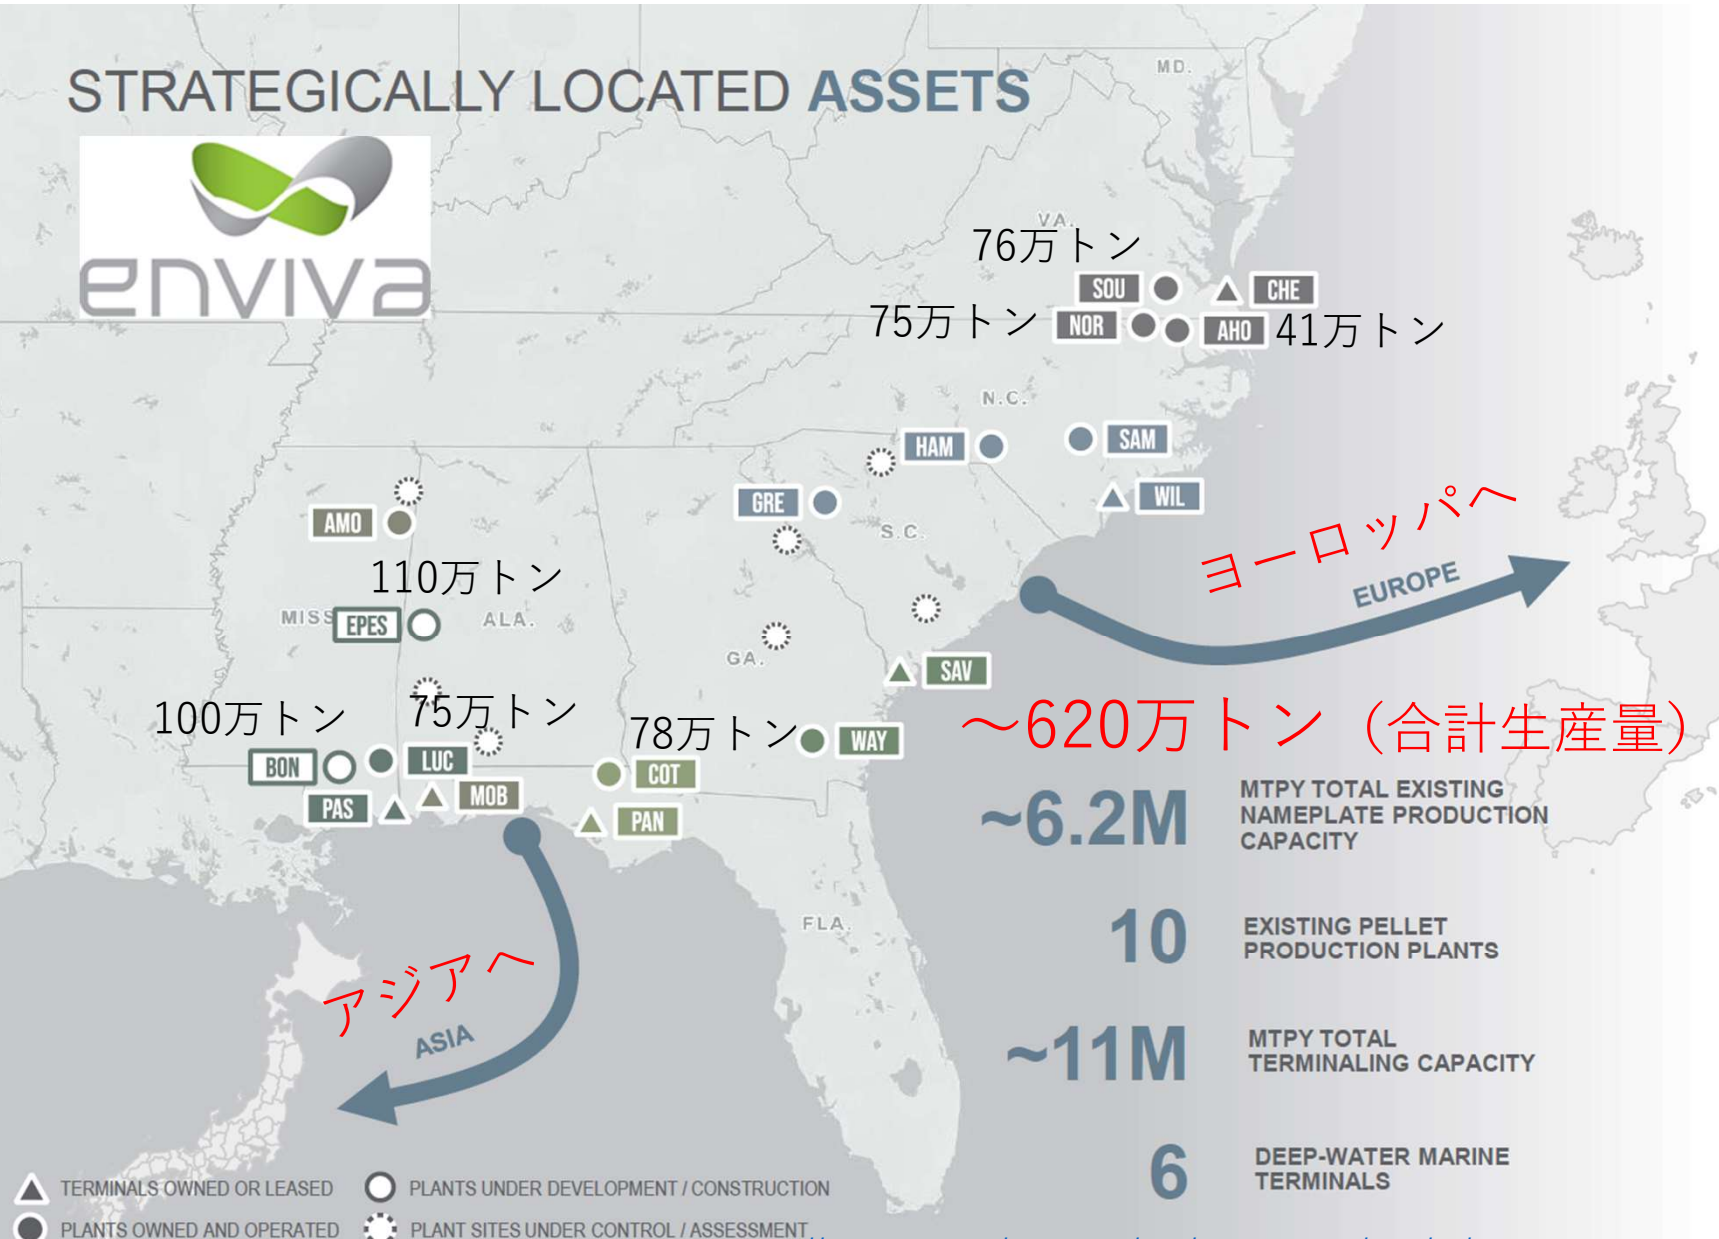 STRATEGICALLY LOCATED ASSETS
enviva
MD.
VA.
76万トン
SOU
CHE
75万トン
NOR
AHO
41万トン
N.C.
HAM
SAM
GRE
WIL
AMO
S.C.
ヨーロッパへ
EUROPE
110万トン
MISS
EPES
ALA.
GA.
SAV
100万トン
75万トン
78万トン
WAY
～620万トン（合計生産量）
BON
LUC
COT
PAS
MOB
PAN
~6.2M
MTPY TOTAL EXISTING
NAMEPLATE PRODUCTION
CAPACITY
FLA.
10
EXISTING PELLET
PRODUCTION PLANTS
アジアへ
ASIA
~11M
MTPY TOTAL
TERMINALING CAPACITY
6
DEEP-WATER MARINE
TERMINALS
TERMINALS OWNED OR LEASED
PLANTS UNDER DEVELOPMENT / CONSTRUCTION
PLANTS OWNED AND OPERATED
PLANT SITES UNDER CONTROL / ASSESSMENT